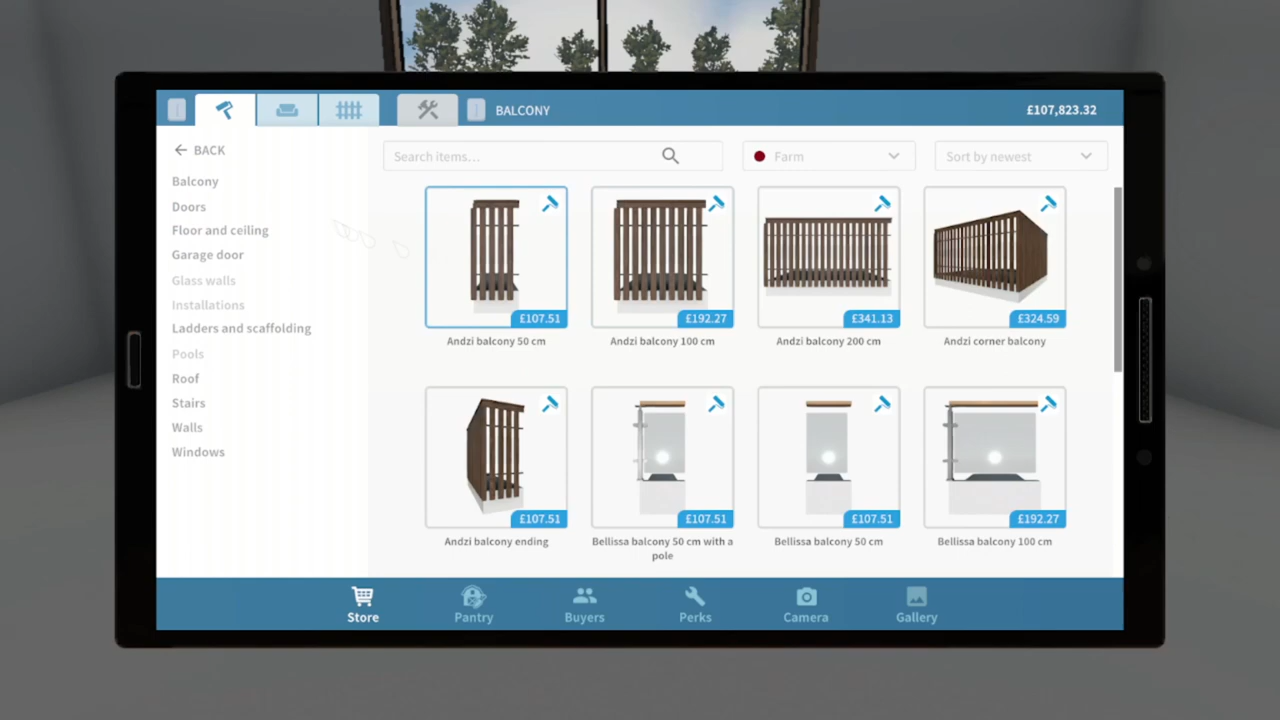 BALCONY
£107,823.32
BACK
Search items...
Farm
Sort by newest
Balcony
Doors
Floor and ceiling
Garage door
Glass walls
Installations
Ladders and scaffolding
Pools
Roof
Stairs
Walls
Windows
£107.51
£192.27
£341.13
£324.59
Andzi balcony 50 cm
Andzi balcony 100 cm
Andzi balcony 200 cm
Andzi corner balcony
£107.51
£107.51
£107.51
£192.27
Andzi balcony ending
Bellissa balcony 50 cm with a
pole
Bellissa balcony 50 cm
Bellissa balcony 100 cm
Store
Pantry
Buyers
Perks
Camera
Gallery